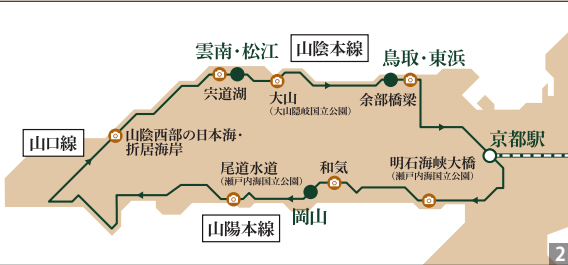 雲南・松江
山陰本線
鳥取・東浜
宍道湖
大山
（大山隠岐国立公園）
余部橋梁
山口線
山陰西部の日本海・
折居海岸
京都駅
尾道水道
（瀬戸内海国立公園）
和気
明石海峡大橋
（瀬戸内海国立公園）
岡山
山陽本線
2